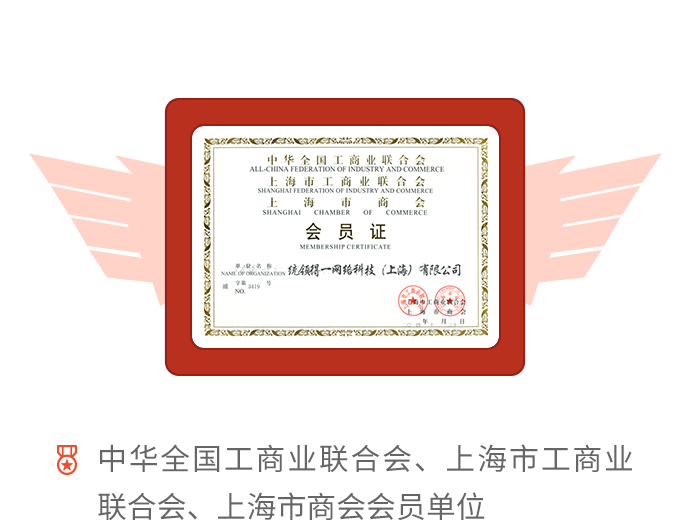 中华全国工商业联合会
ALL-CHINA FEDERATION OF INDUSTRY AND COMMERCE
上海市工商业联合会
SHANGHAI FEDERATION OF INDUSTRY AND COMMERCE
上海市商会
SHANGHAI CHAMBER OF COMMERCE
会员证
MEMBERSHIP CERTIFICATE
单位名称
NAME OF ORGANIZATION 统领得一网络科技（上海）有限公司
字第 3419 号
NO.
上海市工商业联合会
上海市商会
年 月 日
中华全国工商业联合会、上海市工商业
联合会、上海市商会会员单位